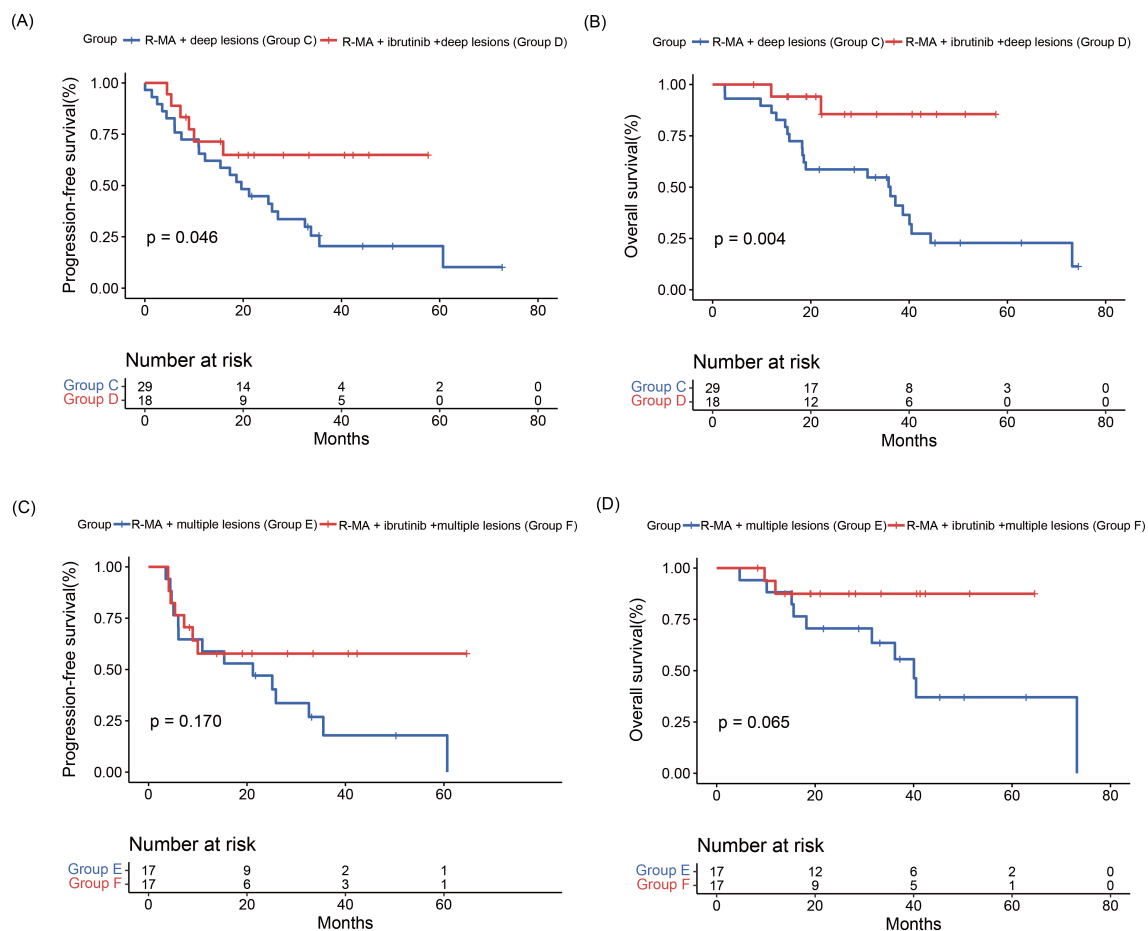 (A)
Group R-MA + deep lesions (Group C) R-MA + ibrutinib +deep lesions (Group D)
Progression-free survival(%)
1.00
0.75
0.50
0.25
0.00
p = 0.046
0 20 40 60 80
Number at risk
Group C 29 14 4 2 0
Group D 18 9 5 0 0
0 20 40 60 80
Months
(B)
Group R-MA + deep lesions (Group C) R-MA + ibrutinib +deep lesions (Group D)
Overall survival(%)
1.00
0.75
0.50
0.25
0.00
p = 0.004
0 20 40 60 80
Number at risk
Group C 29 17 8 3 0
Group D 18 12 6 0 0
0 20 40 60 80
Months
(C)
Group R-MA + multiple lesions (Group E) R-MA + ibrutinib +multiple lesions (Group F)
Progression-free survival(%)
1.00
0.75
0.50
0.25
0.00
p = 0.170
0 20 40 60
Number at risk
Group E 17 9 2 1
Group F 17 6 3 1
0 20 40 60
Months
(D)
Group R-MA + multiple lesions (Group E) R-MA + ibrutinib +multiple lesions (Group F)
Overall survival(%)
1.00
0.75
0.50
0.25
0.00
p = 0.065
0 20 40 60 80
Number at risk
Group E 17 12 6 2 0
Group F 17 9 5 1 0
0 20 40 60 80
Months